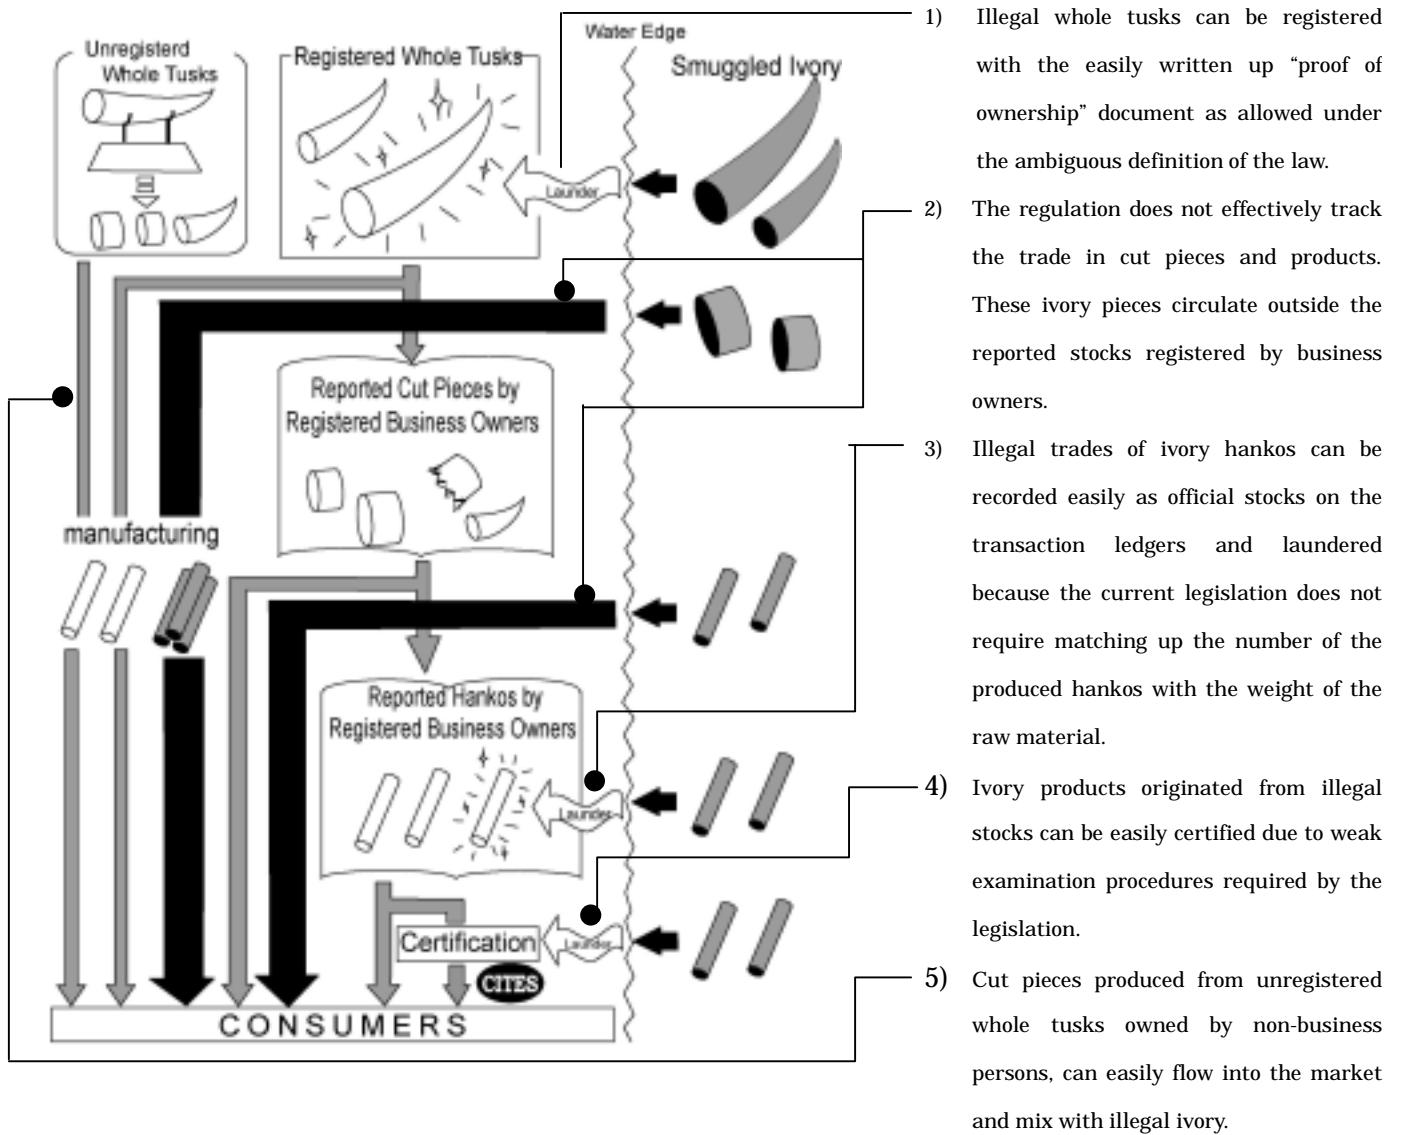 Unregisterd
Whole Tusks
Registered Whole Tusks
Water Edge
Smuggled Ivory
Launder
Reported Cut Pieces by
Registered Business Owners
manufacturing
Reported Hankos by
Registered Business Owners
Launder
Certification
Launder
CITES
CONSUMERS
1) Illegal whole tusks can be registered
with the easily written up “proof of
ownership” document as allowed under
the ambiguous definition of the law.
2) The regulation does not effectively track
the trade in cut pieces and products.
These ivory pieces circulate outside the
reported stocks registered by business
owners.
3) Illegal trades of ivory hankos can be
recorded easily as official stocks on the
transaction ledgers and laundered
because the current legislation does not
require matching up the number of the
produced hankos with the weight of the
raw material.
4) Ivory products originated from illegal
stocks can be easily certified due to weak
examination procedures required by the
legislation.
5) Cut pieces produced from unregistered
whole tusks owned by non-business
persons, can easily flow into the market
and mix with illegal ivory.